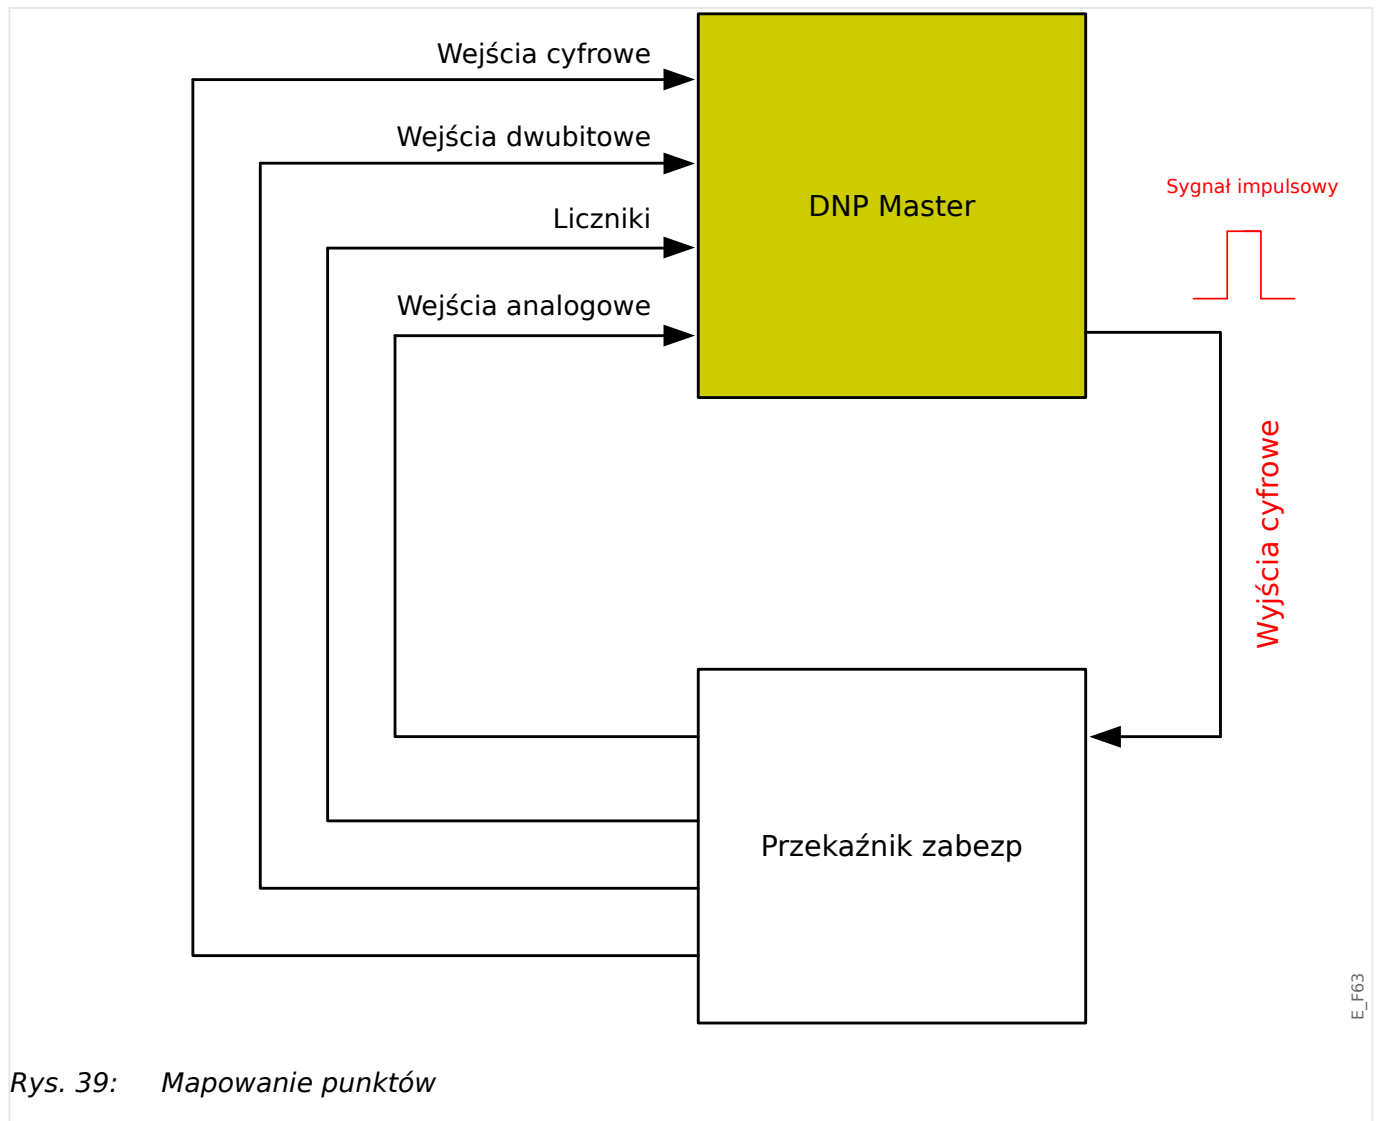 Wejścia cyfrowe
Wejścia dwubitowe
Liczniki
Wejścia analogowe
DNP Master
Sygnał impulsowy
Wyjścia cyfrowe
Przekaźnik zabezp
E_F63
Rys. 39: Mapowanie punktów